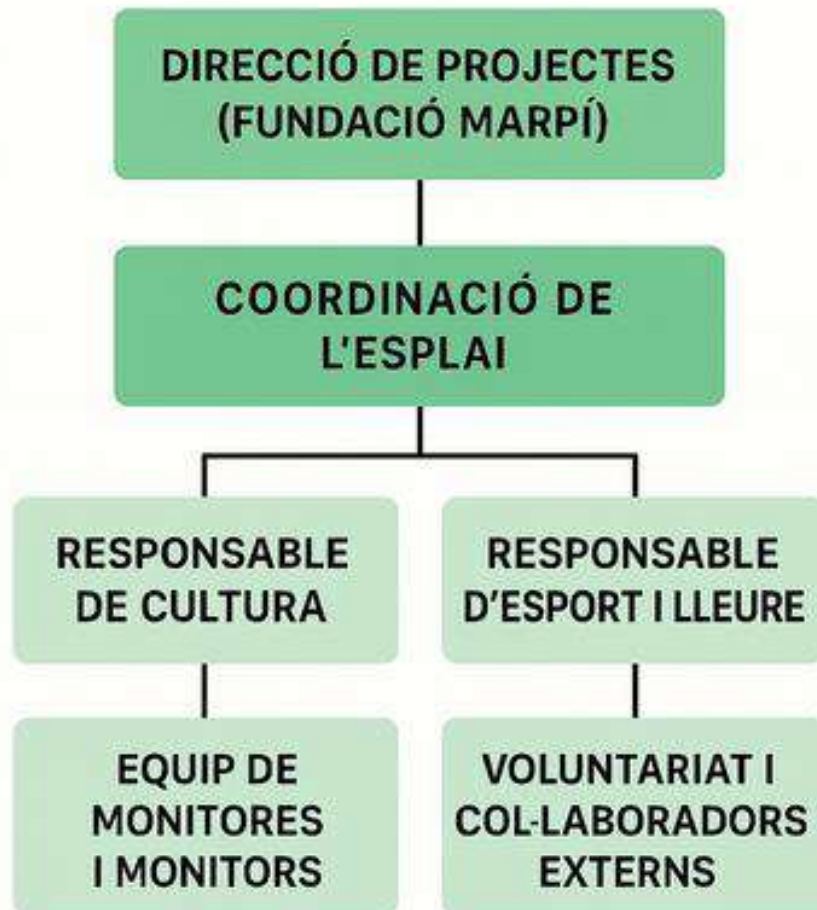 DIRECCIÓ DE PROJECTES
(FUNDACIÓ MARPÍ)
COORDINACIÓ DE
L'ESPLAI
RESPONSABLE
DE CULTURA
RESPONSABLE
D'ESPORT I LLEURE
EQUIP DE
MONITORES
I MONITORS
VOLUNTARIAT I
COL·LABORADORS
EXTERNS